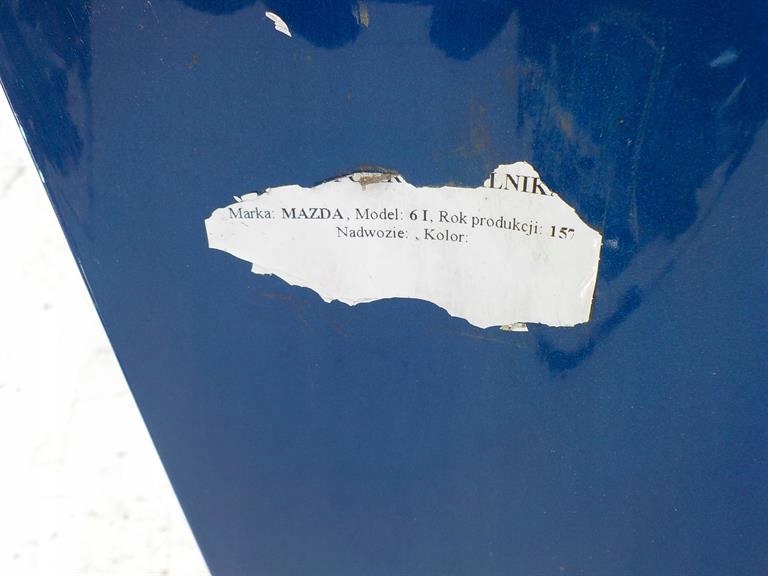 LNIK
Marka: MAZDA, Model: 6 I, Rok produkcji: 157
Nadwozie: , Kolor: